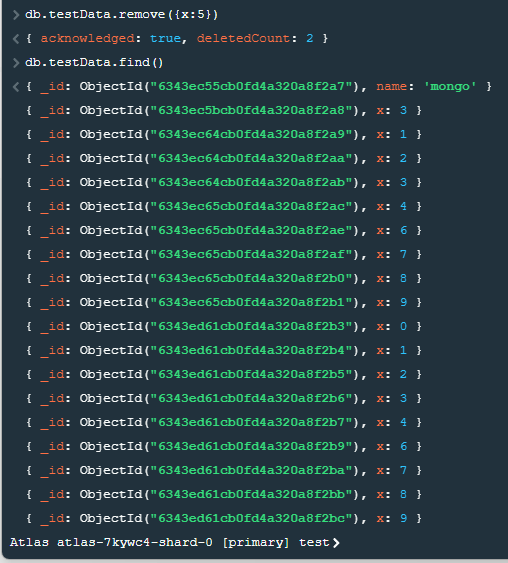 > db.testData.remove({x:5})
< { acknowledged: true, deletedCount: 2 }
> db.testData.find()
< { _id: ObjectId("6343ec55cb0fd4a320a8f2a7"), name: 'mongo' }
{ _id: ObjectId("6343ec5bcb0fd4a320a8f2a8"), x: 3 }
{ _id: ObjectId("6343ec64cb0fd4a320a8f2a9"), x: 1 }
{ _id: ObjectId("6343ec64cb0fd4a320a8f2aa"), x: 2 }
{ _id: ObjectId("6343ec64cb0fd4a320a8f2ab"), x: 3 }
{ _id: ObjectId("6343ec65cb0fd4a320a8f2ac"), x: 4 }
{ _id: ObjectId("6343ec65cb0fd4a320a8f2ae"), x: 6 }
{ _id: ObjectId("6343ec65cb0fd4a320a8f2af"), x: 7 }
{ _id: ObjectId("6343ec65cb0fd4a320a8f2b0"), x: 8 }
{ _id: ObjectId("6343ec65cb0fd4a320a8f2b1"), x: 9 }
{ _id: ObjectId("6343ed61cb0fd4a320a8f2b3"), x: 0 }
{ _id: ObjectId("6343ed61cb0fd4a320a8f2b4"), x: 1 }
{ _id: ObjectId("6343ed61cb0fd4a320a8f2b5"), x: 2 }
{ _id: ObjectId("6343ed61cb0fd4a320a8f2b6"), x: 3 }
{ _id: ObjectId("6343ed61cb0fd4a320a8f2b7"), x: 4 }
{ _id: ObjectId("6343ed61cb0fd4a320a8f2b9"), x: 6 }
{ _id: ObjectId("6343ed61cb0fd4a320a8f2ba"), x: 7 }
{ _id: ObjectId("6343ed61cb0fd4a320a8f2bb"), x: 8 }
{ _id: ObjectId("6343ed61cb0fd4a320a8f2bc"), x: 9 }
Atlas atlas-7kywc4-shard-0 [primary] test>